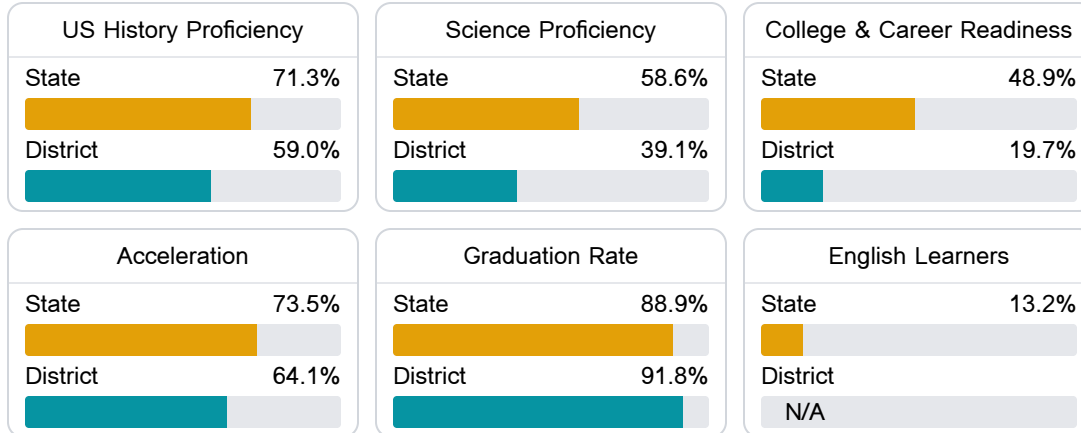 US History Proficiency
State 71.3%
District 59.0%
Science Proficiency
State 58.6%
District 39.1%
College & Career Readiness
State 48.9%
District 19.7%
Acceleration
State 73.5%
District 64.1%
Graduation Rate
State 88.9%
District 91.8%
English Learners
State 13.2%
District
N/A